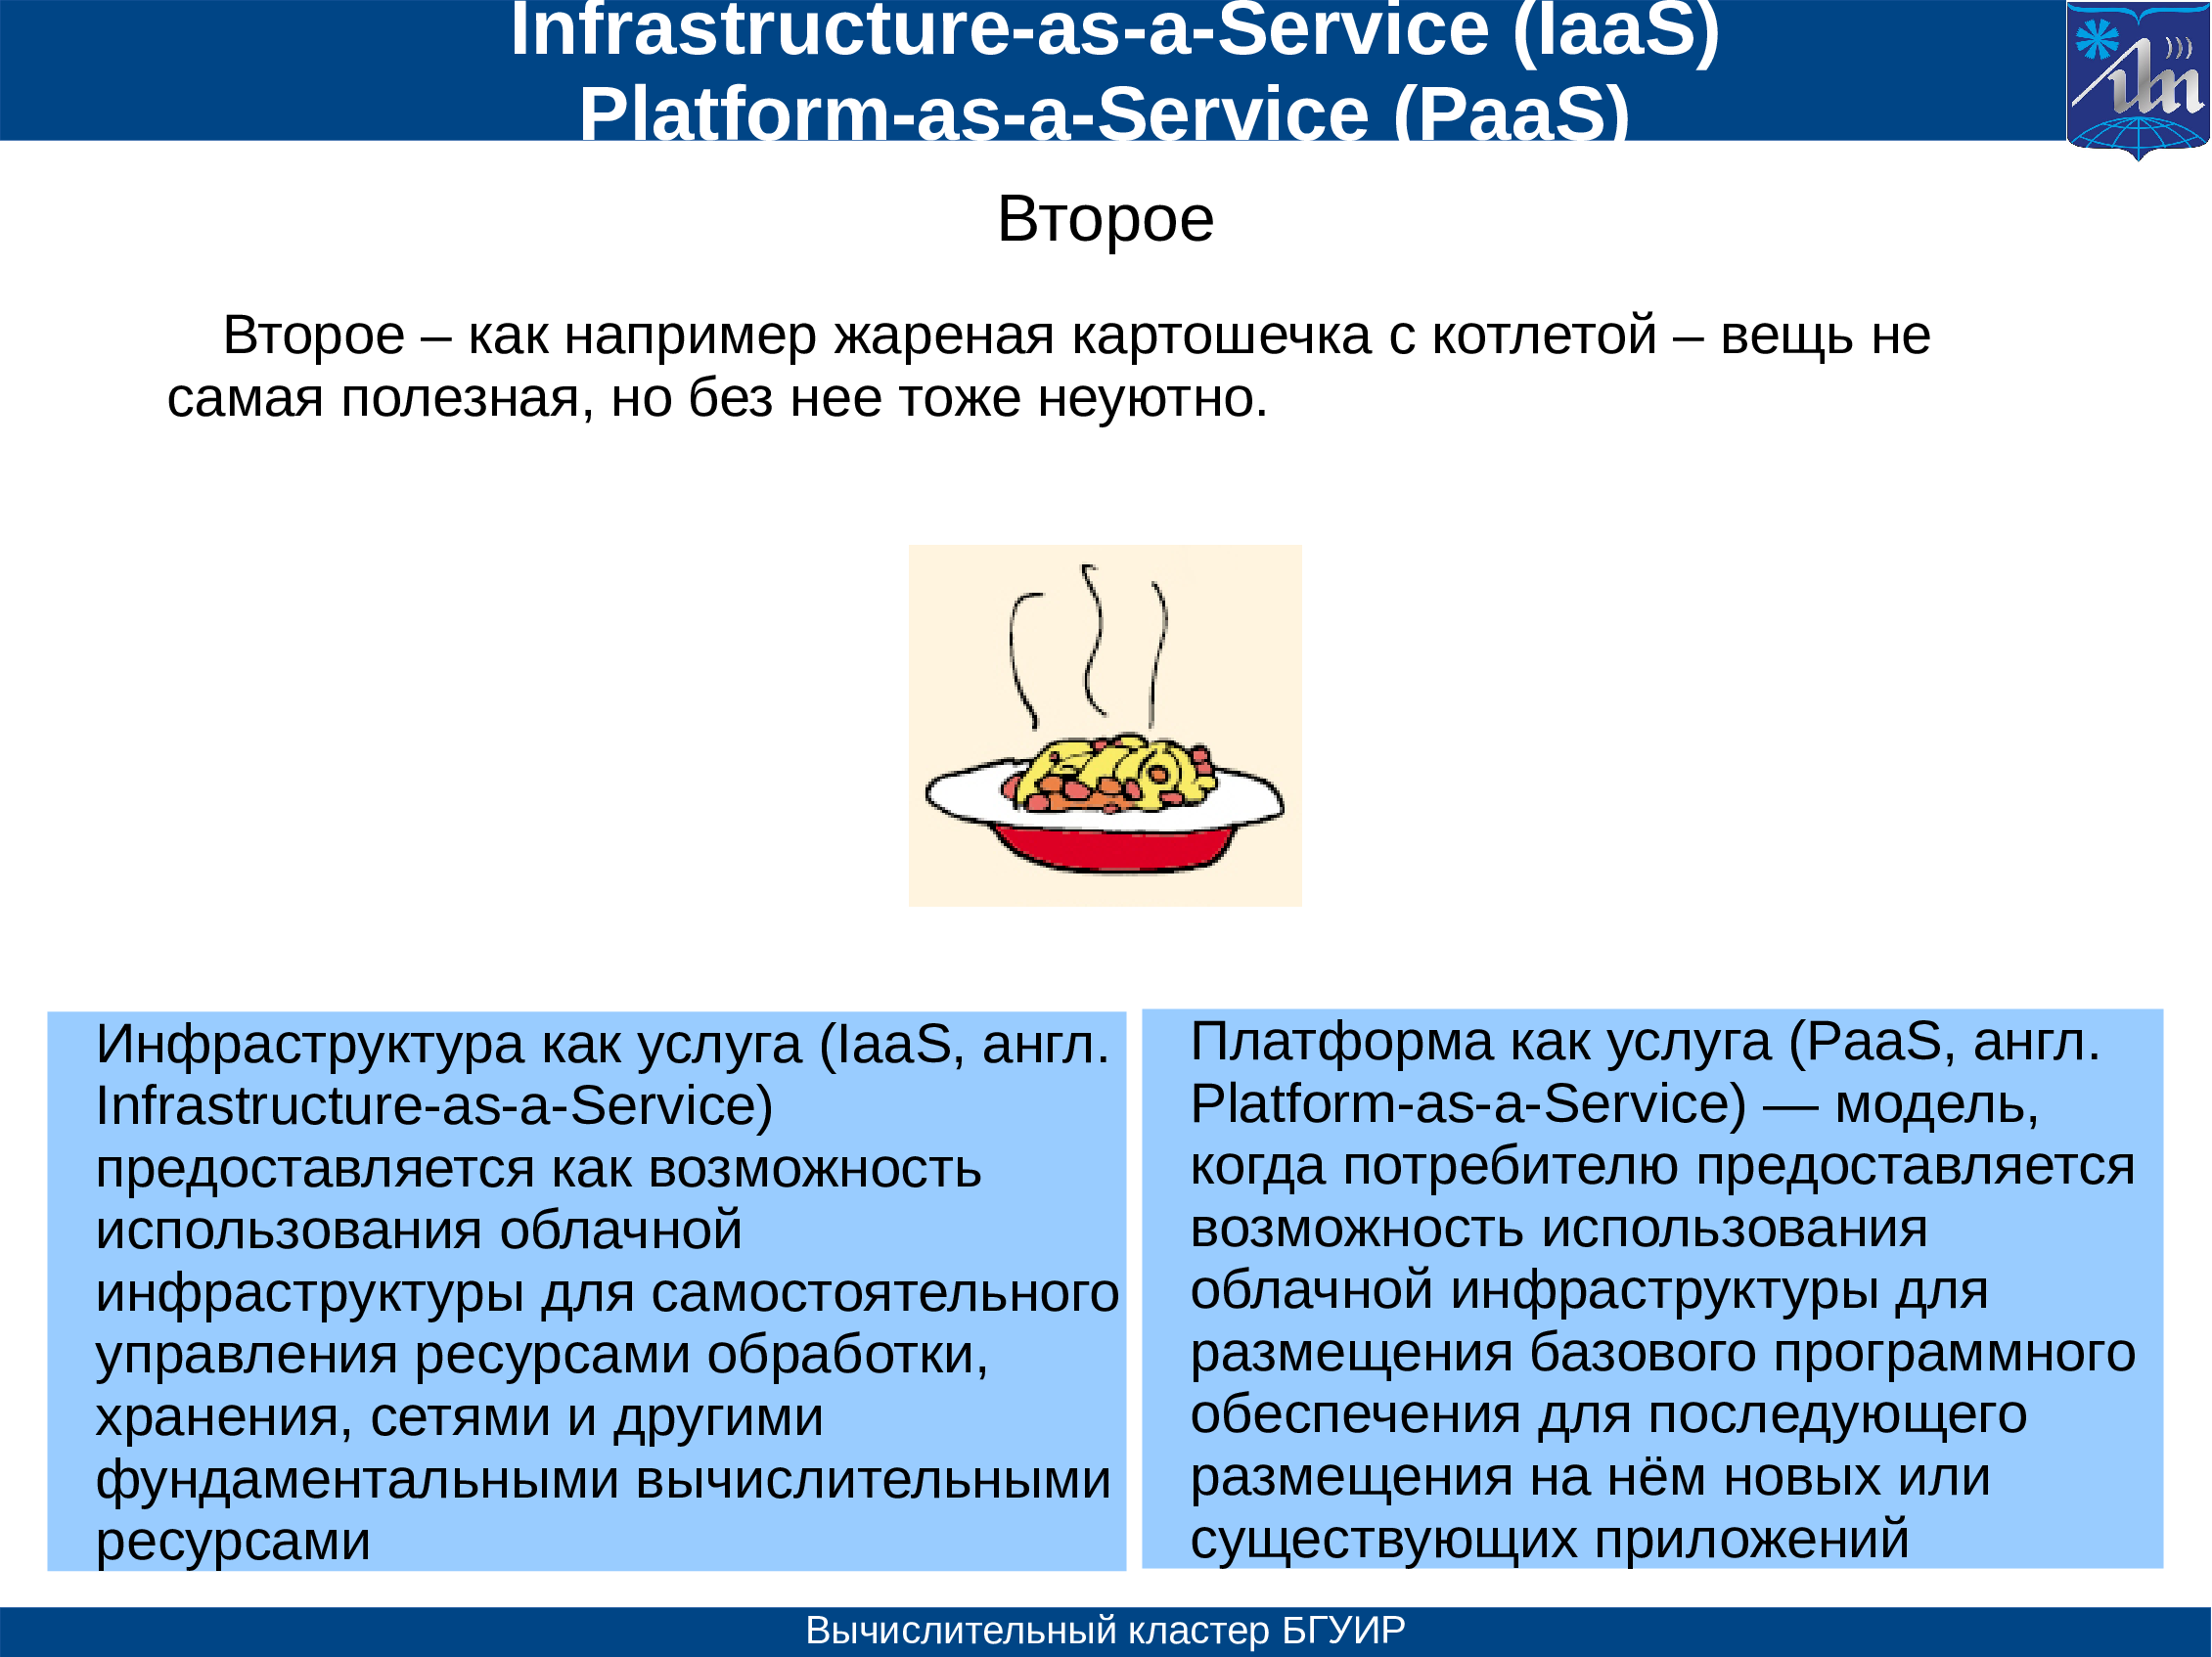 Infrastructure-as-a-Service (IaaS)
Platform-as-a-Service (PaaS)
Второе
Второе – как например жареная картошечка с котлетой – вещь не
самая полезная, но без нее тоже неуютно.
Инфраструктура как услуга (IaaS, англ.
Infrastructure-as-a-Service)
предоставляется как возможность
использования облачной
инфраструктуры для самостоятельного
управления ресурсами обработки,
хранения, сетями и другими
фундаментальными вычислительными
ресурсами
Платформа как услуга (PaaS, англ.
Platform-as-a-Service) — модель,
когда потребителю предоставляется
возможность использования
облачной инфраструктуры для
размещения базового программного
обеспечения для последующего
размещения на нём новых или
существующих приложений
Вычислительный кластер БГУИР